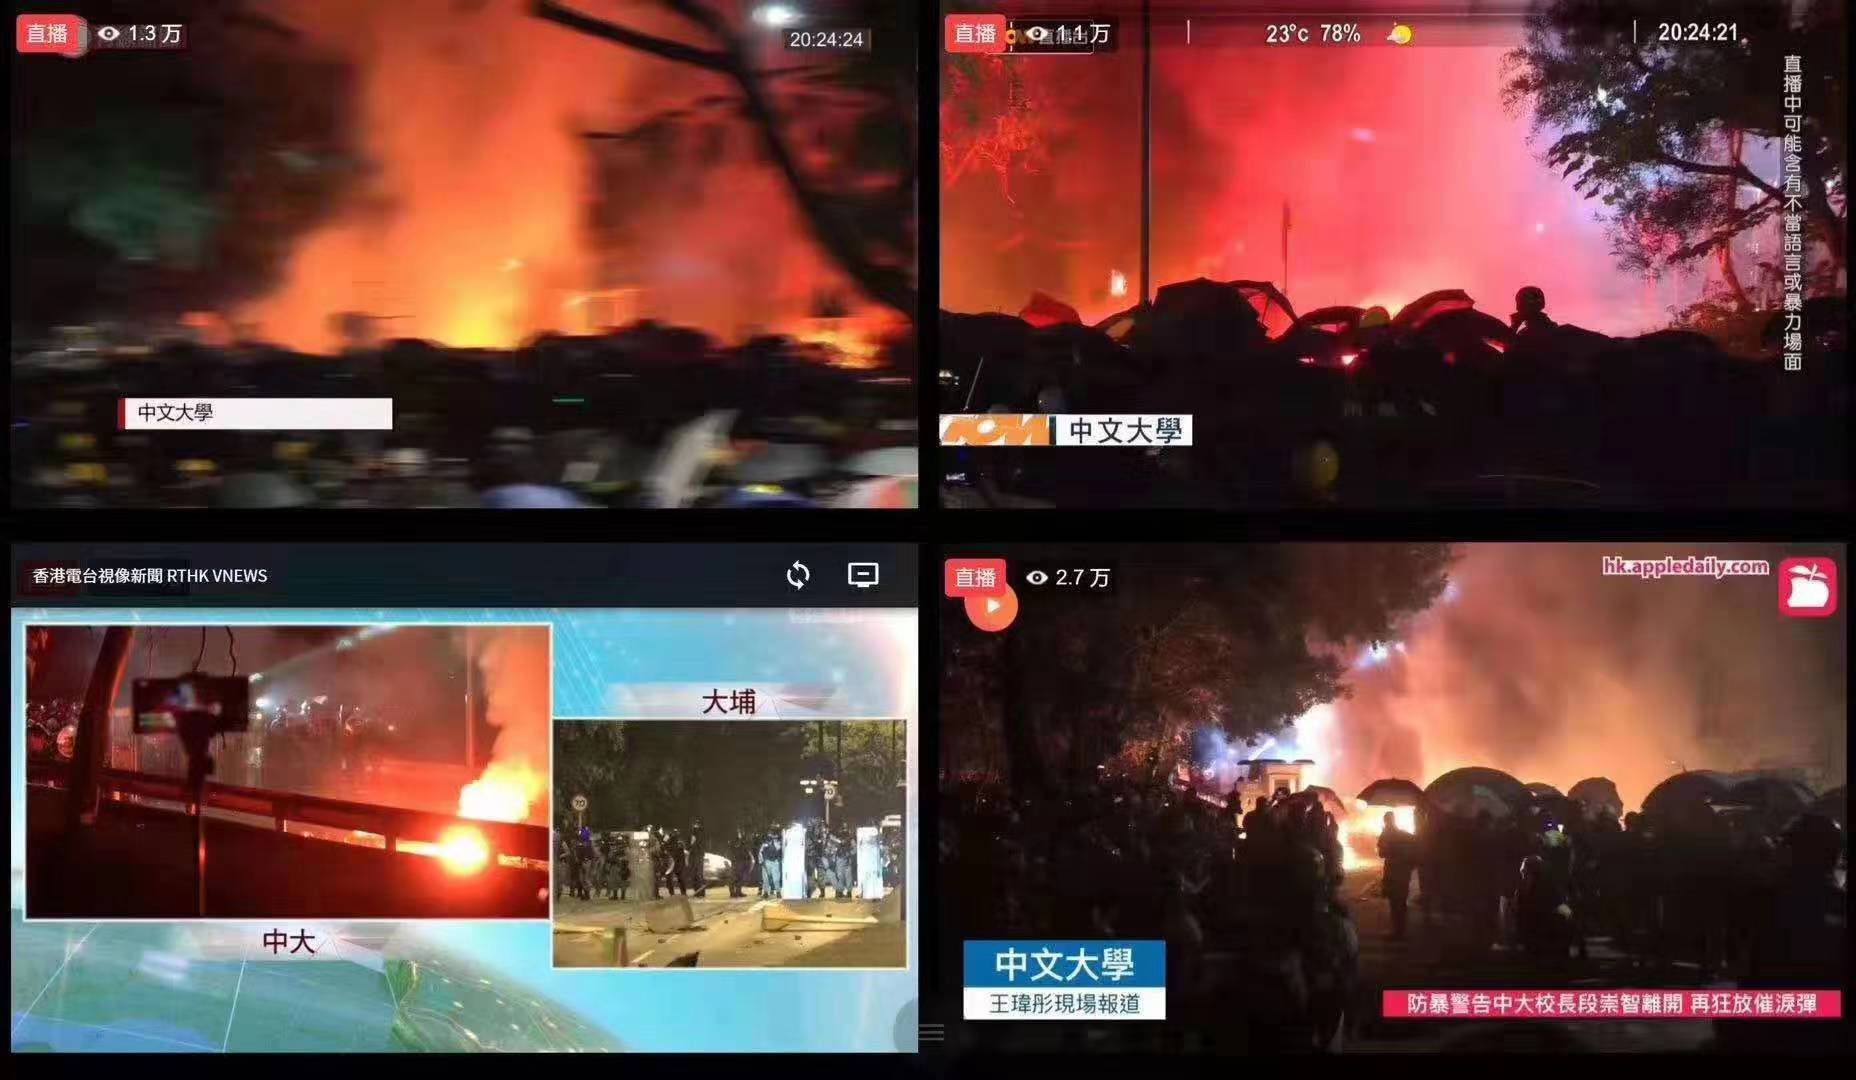 直播
1.3 万
20:24:24
中文大學
直播
1.1 万
23°c 78%
20:24:21
直播中可能含有不當語言或暴力場面
中文大學
香港電台視像新聞 RTHK VNEWS
大埔
70
70
中大
直播
2.7 万
hk.appledaily.com
中文大學
王瑋彤現場報道
防暴警告中大校長段崇智離開 再狂放催淚彈